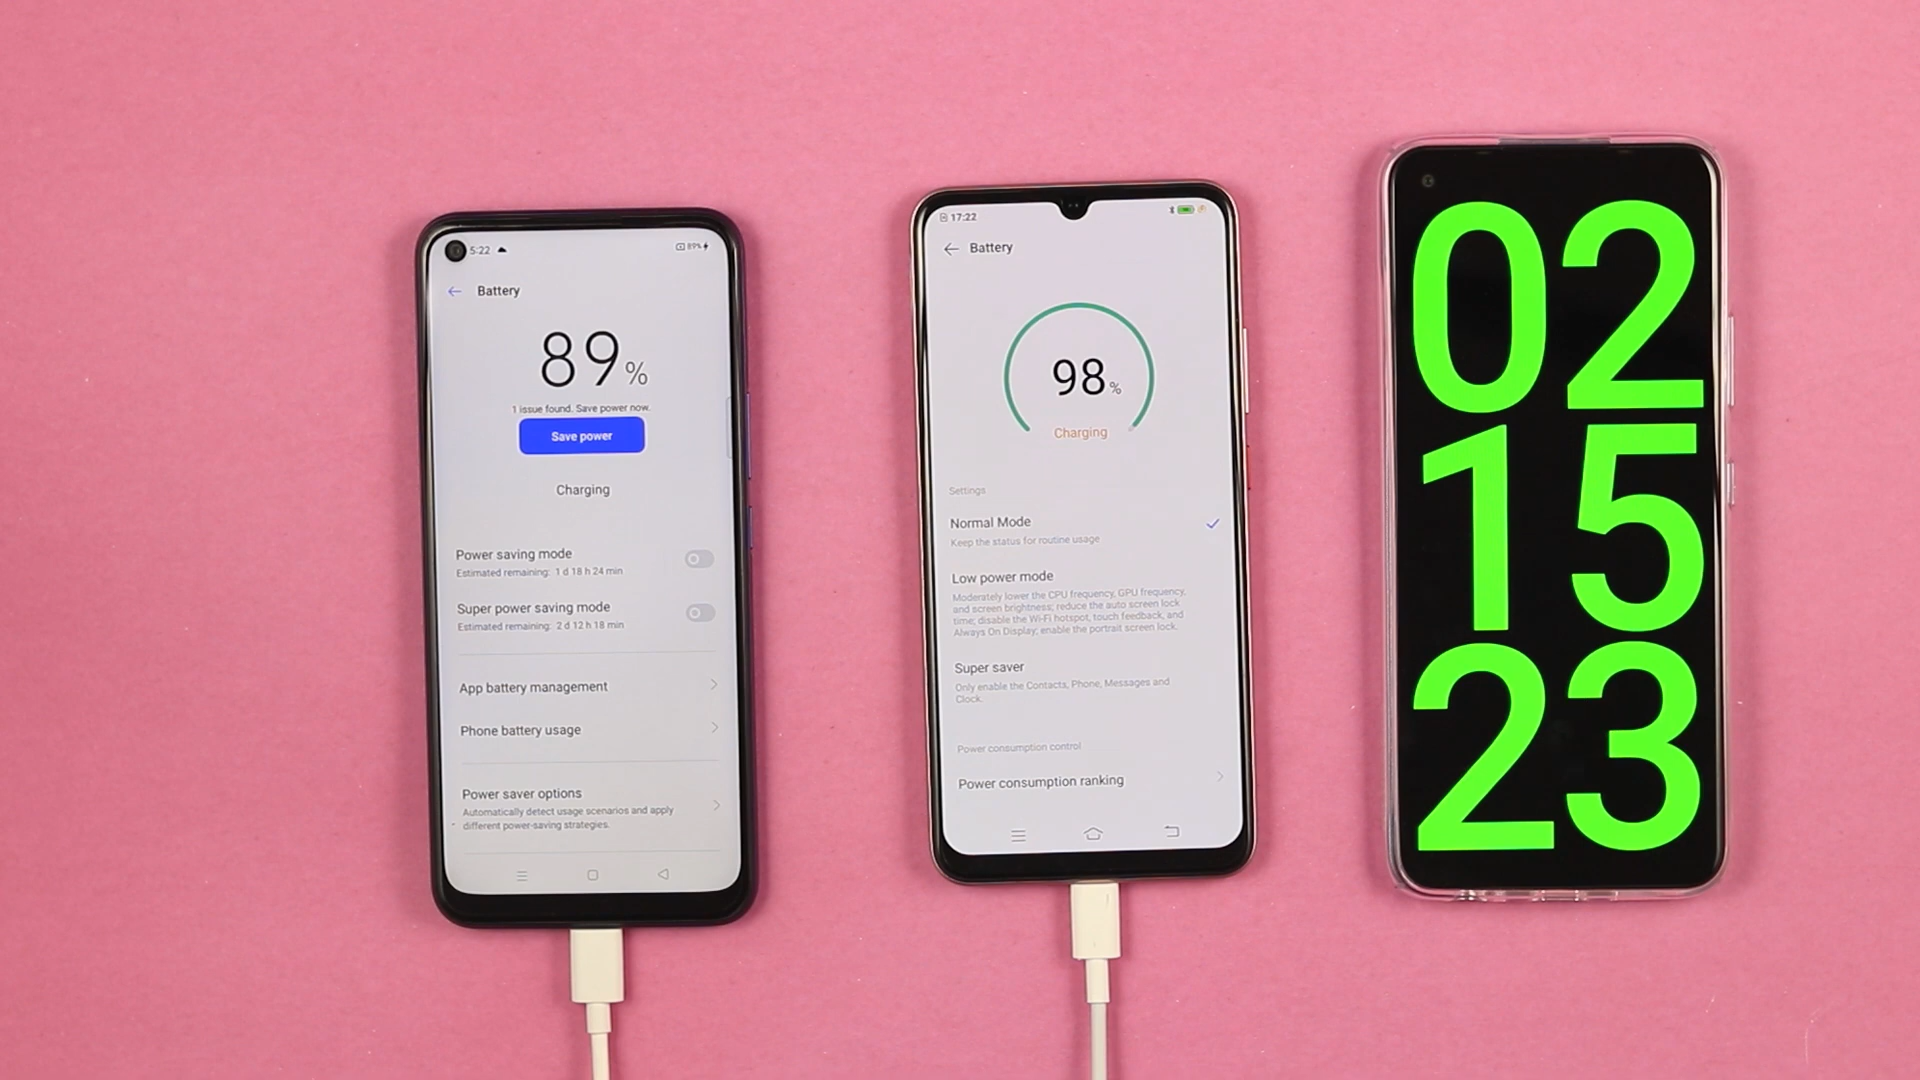 5:22
89%
Battery
89%
1 issue found. Save power now.
Save power
Charging
Power saving mode
Estimated remaining: 1 d 18 h 24 min
Super power saving mode
Estimated remaining: 2 d 12 h 18 min
App battery management
Phone battery usage
Power saver options
Automatically detect usage scenarios and apply
different power-saving strategies.
17:22
Battery
98%
Charging
Settings
Normal Mode
Keep the status for routine usage
Low power mode
Moderately lower the CPU frequency, GPU frequency,
and screen brightness; reduce the auto screen lock
time; disable the Wi-Fi hotspot, touch feedback, and
Always On Display; enable the portrait screen lock.
Super saver
Only enable the Contacts, Phone, Messages and
Clock.
Power consumption control
Power consumption ranking
02
15
23